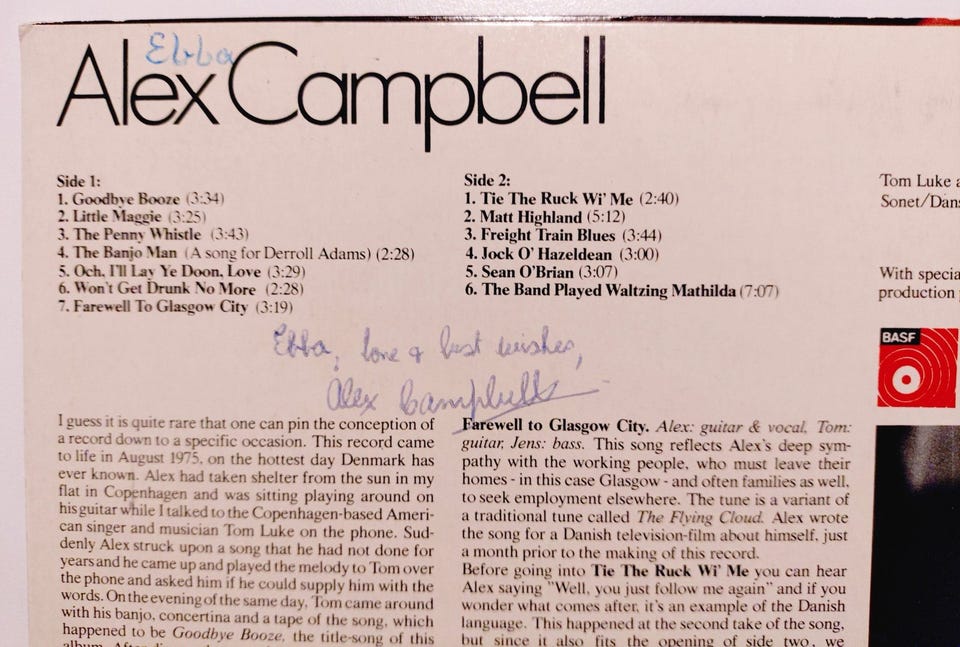 Ebba
Alex Campbell
Side 1:
1. Goodbye Booze (3:34)
2. Little Maggie (3:25)
3. The Penny Whistle (3:43)
4. The Banjo Man (A song for Derroll Adams) (2:28)
5. Och, I'll Lay Ye Doon, Love (3:29)
6. Won't Get Drunk No More (2:28)
7. Farewell To Glasgow City (3:19)
Side 2:
1. Tie The Ruck Wi' Me (2:40)
2. Matt Highland (5:12)
3. Freight Train Blues (3:44)
4. Jock O' Hazeldean (3:00)
5. Sean O'Brian (3:07)
6. The Band Played Waltzing Mathilda (7:07)
Tom Luke
Sonet/Dan
With specia
production
BASF
Ebba, love & best wishes,
Alex Campbell
I guess it is quite rare that one can pin the conception of
a record down to a specific occasion. This record came
to life in August 1975, on the hottest day Denmark has
ever known. Alex had taken shelter from the sun in my
flat in Copenhagen and was sitting playing around on
his guitar while I talked to the Copenhagen-based Ameri-
can singer and musician Tom Luke on the phone. Sud-
denly Alex struck upon a song that he had not done for
years and he came up and played the melody to Tom over
the phone and asked him if he could supply him with the
words. On the evening of the same day, Tom came around
with his banjo, concertina and a tape of the song, which
happened to be Goodbye Booze, the title-song of this
Farewell to Glasgow City. Alex: guitar & vocal, Tom:
guitar, Jens: bass. This song reflects Alex's deep sym-
pathy with the working people, who must leave their
homes - in this case Glasgow - and often families as well,
to seek employment elsewhere. The tune is a variant of
a traditional tune called The Flying Cloud. Alex wrote
the song for a Danish television-film about himself, just
a month prior to the making of this record.
Before going into Tie The Ruck Wi' Me you can hear
Alex saying "Well, you just follow me again" and if you
wonder what comes after, it's an example of the Danish
language. This happened at the second take of the song,
but since it also fits the opening of side two, we